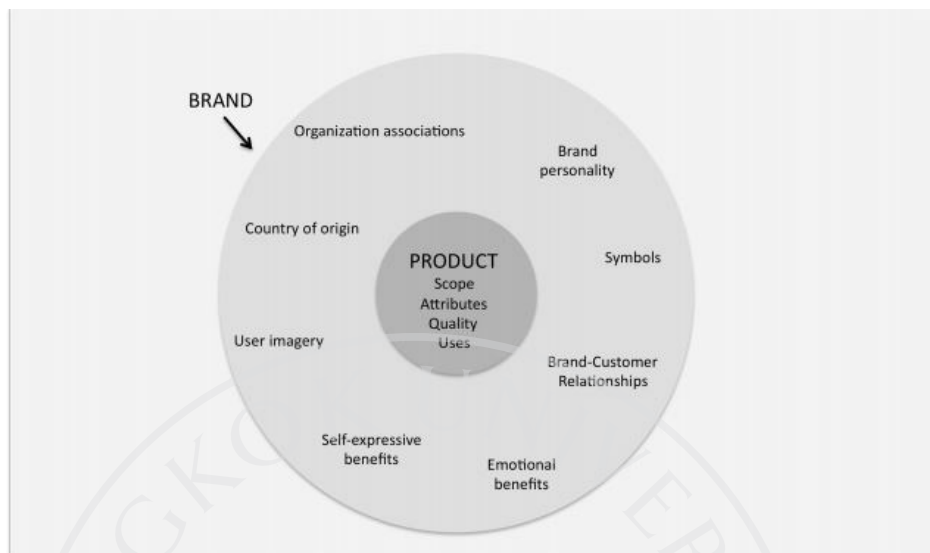 BRAND
Organization associations
Brand
personality
Country of origin
PRODUCT
Scope
Attributes
Quality
Uses
Symbols
User imagery
Brand-Customer
Relationships
Self-expressive
benefits
Emotional
benefits